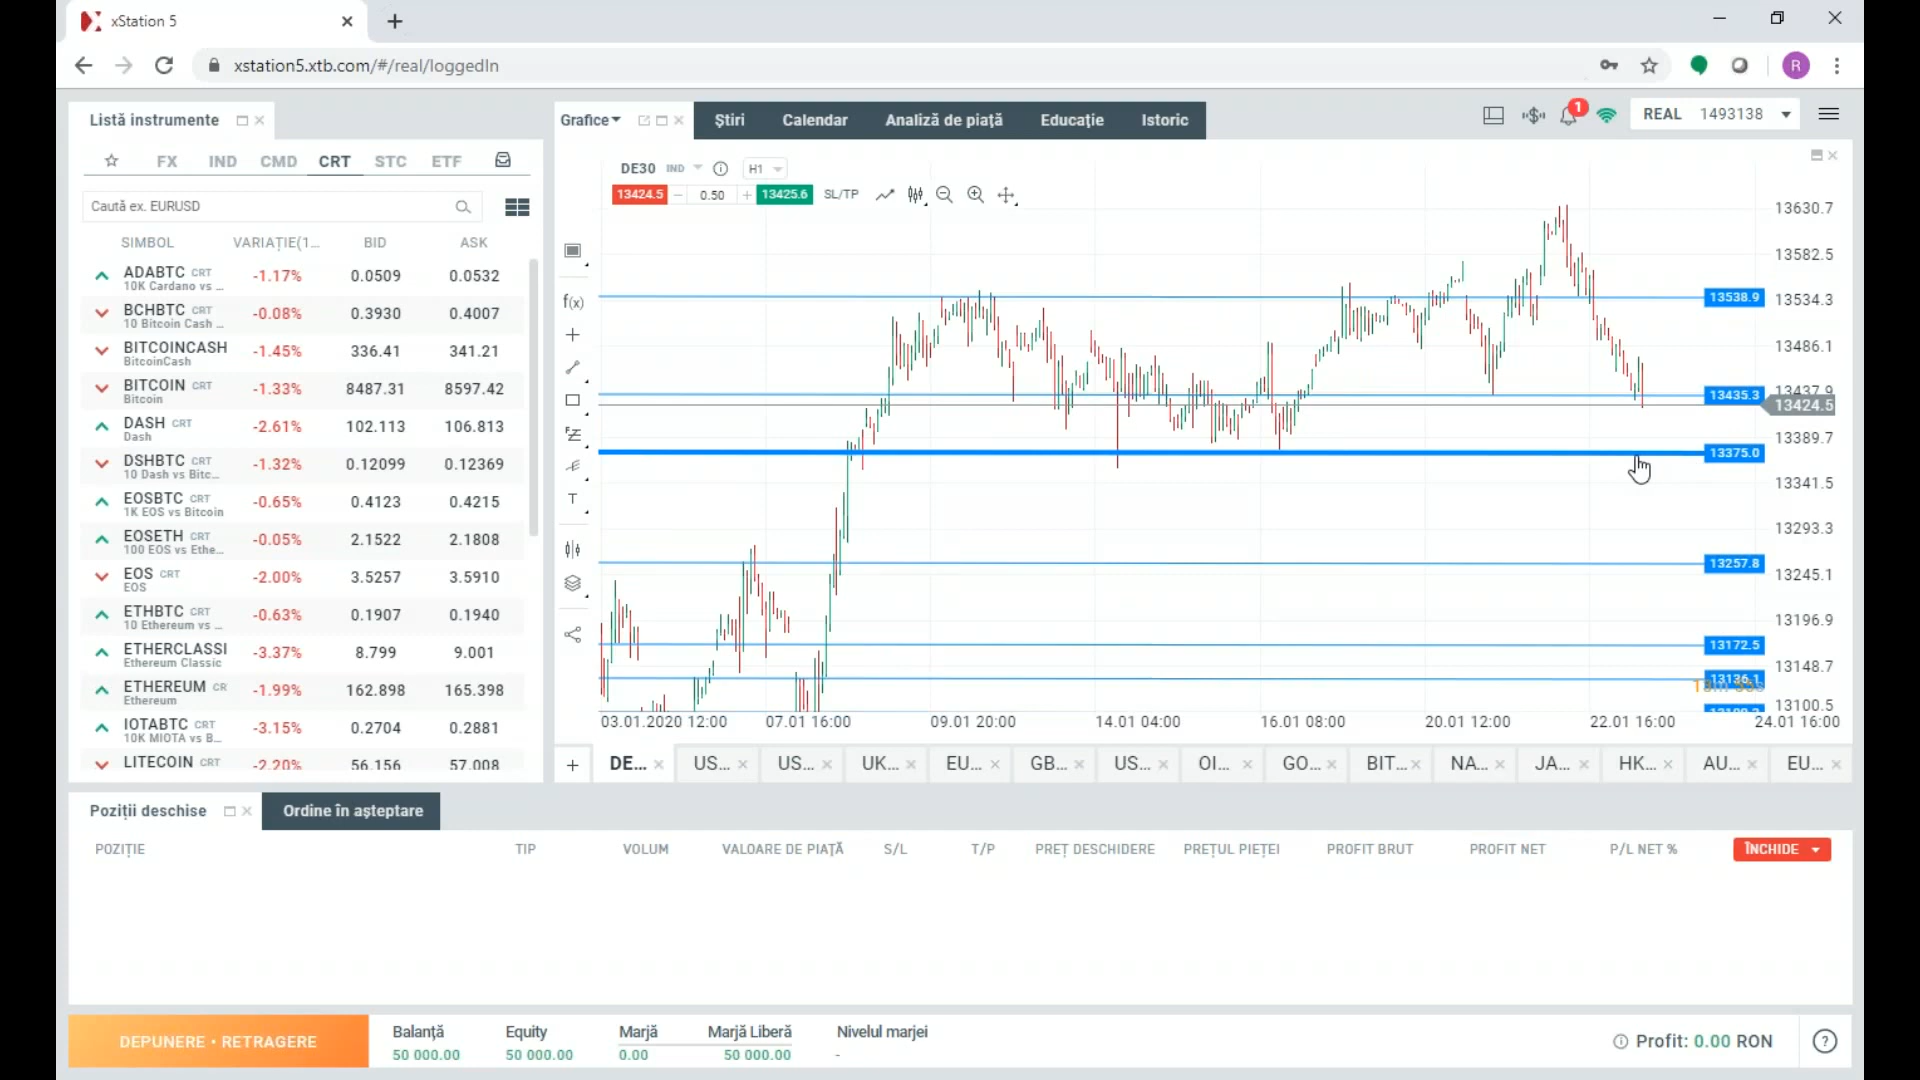 xStation 5
xstation5.xtb.com/#/real/loggedIn
R
Listă instrumente
Grafice
Știri
Calendar
Analiză de piață
Educație
Istoric
1
REAL 1493138
FX IND CMD CRT STC ETF
Caută ex. EURUSD
SIMBOL VARIAȚIE(1... BID ASK
ADABTC CRT -1.17% 0.0509 0.0532
10K Cardano vs ...
BCHBTC CRT -0.08% 0.3930 0.4007
10 Bitcoin Cash ...
BITCOINCASH -1.45% 336.41 341.21
BitcoinCash
BITCOIN CRT -1.33% 8487.31 8597.42
Bitcoin
DASH CRT -2.61% 102.113 106.813
Dash
DSHBTC CRT -1.32% 0.12099 0.12369
10 Dash vs Bitc...
EOSBTC CRT -0.65% 0.4123 0.4215
1K EOS vs Bitcoin
EOSETH CRT -0.05% 2.1522 2.1808
100 EOS vs Ethe...
EOS CRT -2.00% 3.5257 3.5910
EOS
ETHBTC CRT -0.63% 0.1907 0.1940
10 Ethereum vs ...
ETHERCLASSI -3.37% 8.799 9.001
Ethereum Classic
ETHEREUM CR -1.99% 162.898 165.398
Ethereum
IOTABTC CRT -3.15% 0.2704 0.2881
10K MIOTA vs B...
LITECOIN CRT -2.20% 56.156 57.008
DE30 IND H1
13424.5 − 0.50 + 13425.6 SL/TP
f(x)
T
13630.7
13582.5
13538.9
13534.3
13486.1
13435.3
13437.9
13424.5
13389.7
13375.0
13341.5
13293.3
13257.8
13245.1
13196.9
13172.5
13148.7
13136.1
13100.5
03.01.2020 12:00 07.01 16:00 09.01 20:00 14.01 04:00 16.01 08:00 20.01 12:00 22.01 16:00 24.01 16:00
+ DE... US... US... UK... EU... GB... US... OI... GO... BIT... NA... JA... HK... AU... EU...
Poziții deschise
Ordine în așteptare
POZIȚIE TIP VOLUM VALOARE DE PIAȚĂ S/L T/P PREȚ DESCHIDERE PREȚUL PIEȚEI PROFIT BRUT PROFIT NET P/L NET % ÎNCHIDE
DEPUNERE • RETRAGERE
Balanță Equity Marjă Marjă Liberă Nivelul marjei
50 000.00 50 000.00 0.00 50 000.00 -
Profit: 0.00 RON
?